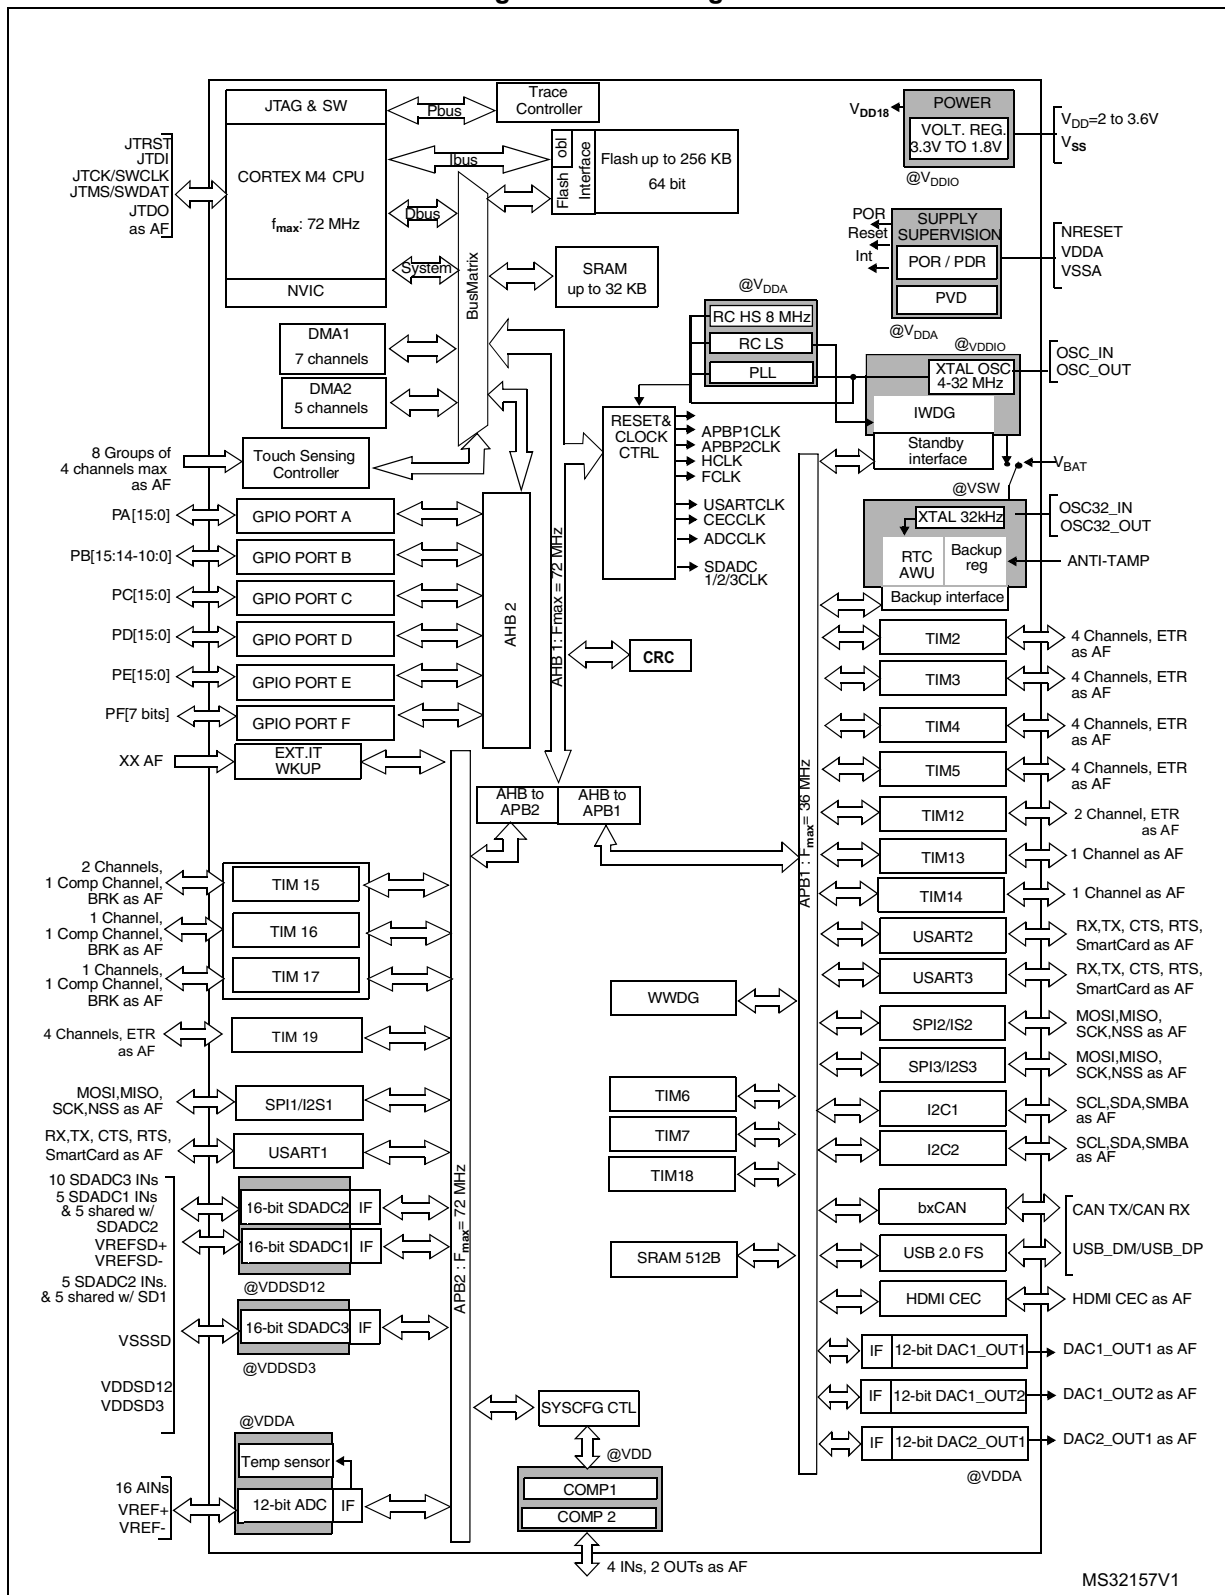 JTAG & SW
Pbus
Trace
Controller
JTRST
JTDI
JTCK/SWCLK
JTMS/SWDAT
JTDO
as AF
CORTEX M4 CPU
fmax: 72 MHz
NVIC
Ibus
Dbus
System
obl
Flash
Interface
Flash up to 256 KB
64 bit
BusMatrix
SRAM
up to 32 KB
VDD18
POWER
VOLT. REG.
3.3V TO 1.8V
@VDDIO
VDD=2 to 3.6V
VSS
POR
Reset
Int
SUPPLY
SUPERVISION
POR / PDR
PVD
@VDDA
NRESET
VDDA
VSSA
@VDDA
RC HS 8 MHz
RC LS
PLL
@VDDIO
XTAL OSC
4-32 MHz
IWDG
Standby
interface
OSC_IN
OSC_OUT
DMA1
7 channels
DMA2
5 channels
RESET&
CLOCK
CTRL
APBP1CLK
APBP2CLK
HCLK
FCLK
USARTCLK
CECCLK
ADCCLK
SDADC
1/2/3CLK
VBAT
@VSW
XTAL 32kHz
RTC
AWU
Backup
reg
Backup interface
OSC32_IN
OSC32_OUT
ANTI-TAMP
8 Groups of
4 channels max
as AF
Touch Sensing
Controller
PA[15:0]
GPIO PORT A
PB[15:14-10:0]
GPIO PORT B
PC[15:0]
GPIO PORT C
PD[15:0]
GPIO PORT D
PE[15:0]
GPIO PORT E
PF[7 bits]
GPIO PORT F
AHB 2
AHB 1: Fmax = 72 MHz
CRC
XX AF
EXT.IT
WKUP
AHB to
APB2
AHB to
APB1
APB1 : Fmax= 36 MHz
TIM2
4 Channels, ETR
as AF
TIM3
4 Channels, ETR
as AF
TIM4
4 Channels, ETR
as AF
TIM5
4 Channels, ETR
as AF
TIM12
2 Channel, ETR
as AF
TIM13
1 Channel as AF
TIM14
1 Channel as AF
USART2
RX,TX, CTS, RTS,
SmartCard as AF
USART3
RX,TX, CTS, RTS,
SmartCard as AF
SPI2/IS2
MOSI,MISO,
SCK,NSS as AF
SPI3/I2S3
MOSI,MISO,
SCK,NSS as AF
I2C1
SCL,SDA,SMBA
as AF
I2C2
SCL,SDA,SMBA
as AF
bxCAN
CAN TX/CAN RX
USB 2.0 FS
USB_DM/USB_DP
HDMI CEC
HDMI CEC as AF
IF
12-bit DAC1_OUT1
DAC1_OUT1 as AF
IF
12-bit DAC1_OUT2
DAC1_OUT2 as AF
IF
12-bit DAC2_OUT1
DAC2_OUT1 as AF
@VDDA
2 Channels,
1 Comp Channel,
BRK as AF
TIM 15
1 Channel,
1 Comp Channel,
BRK as AF
TIM 16
1 Channels,
1 Comp Channel,
BRK as AF
TIM 17
4 Channels, ETR
as AF
TIM 19
MOSI,MISO,
SCK,NSS as AF
SPI1/I2S1
RX,TX, CTS, RTS,
SmartCard as AF
USART1
WWDG
TIM6
TIM7
TIM18
SRAM 512B
APB2 : Fmax= 72 MHz
10 SDADC3 INs
5 SDADC1 INs
& 5 shared w/
SDADC2
VREFSD+
VREFSD-
5 SDADC2 INs.
& 5 shared w/ SD1
VSSSD
VDDSD12
VDDSD3
16-bit SDADC2
IF
16-bit SDADC1
IF
@VDDSD12
16-bit SDADC3
IF
@VDDSD3
@VDDA
Temp sensor
12-bit ADC
IF
16 AINs
VREF+
VREF-
SYSCFG CTL
@VDD
COMP1
COMP 2
4 INs, 2 OUTs as AF
MS32157V1